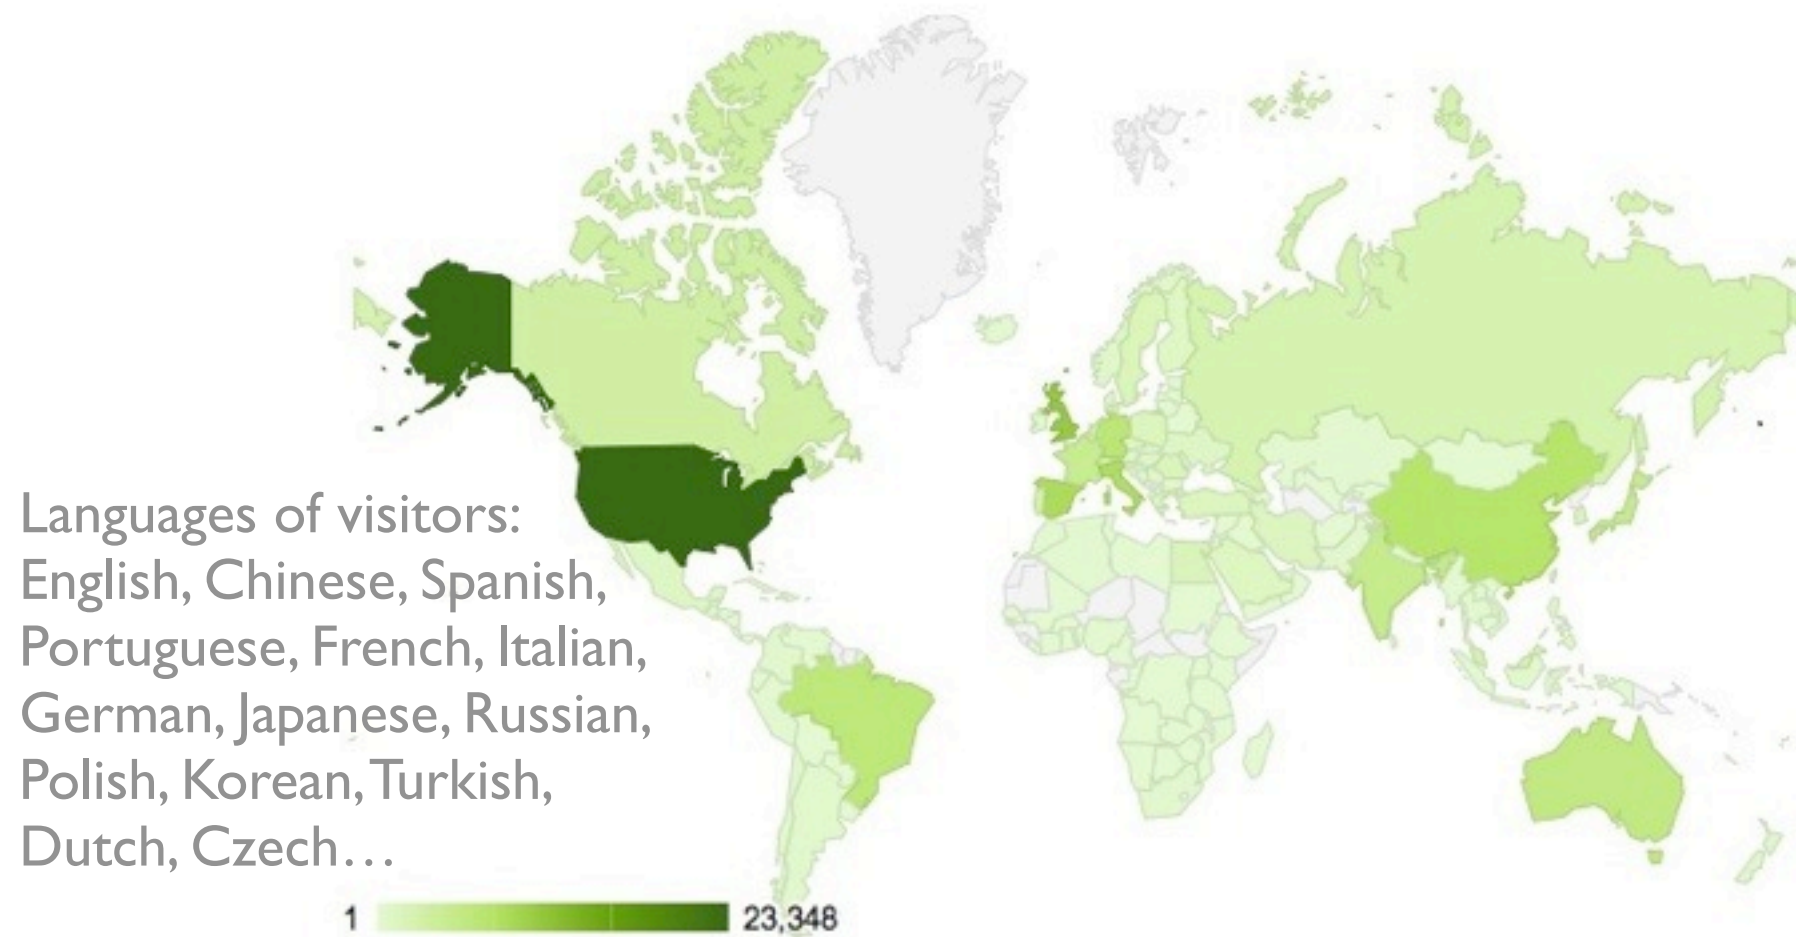 Languages of visitors:
English, Chinese, Spanish,
Portuguese, French, Italian,
German, Japanese, Russian,
Polish, Korean, Turkish,
Dutch, Czech…
1 23,348